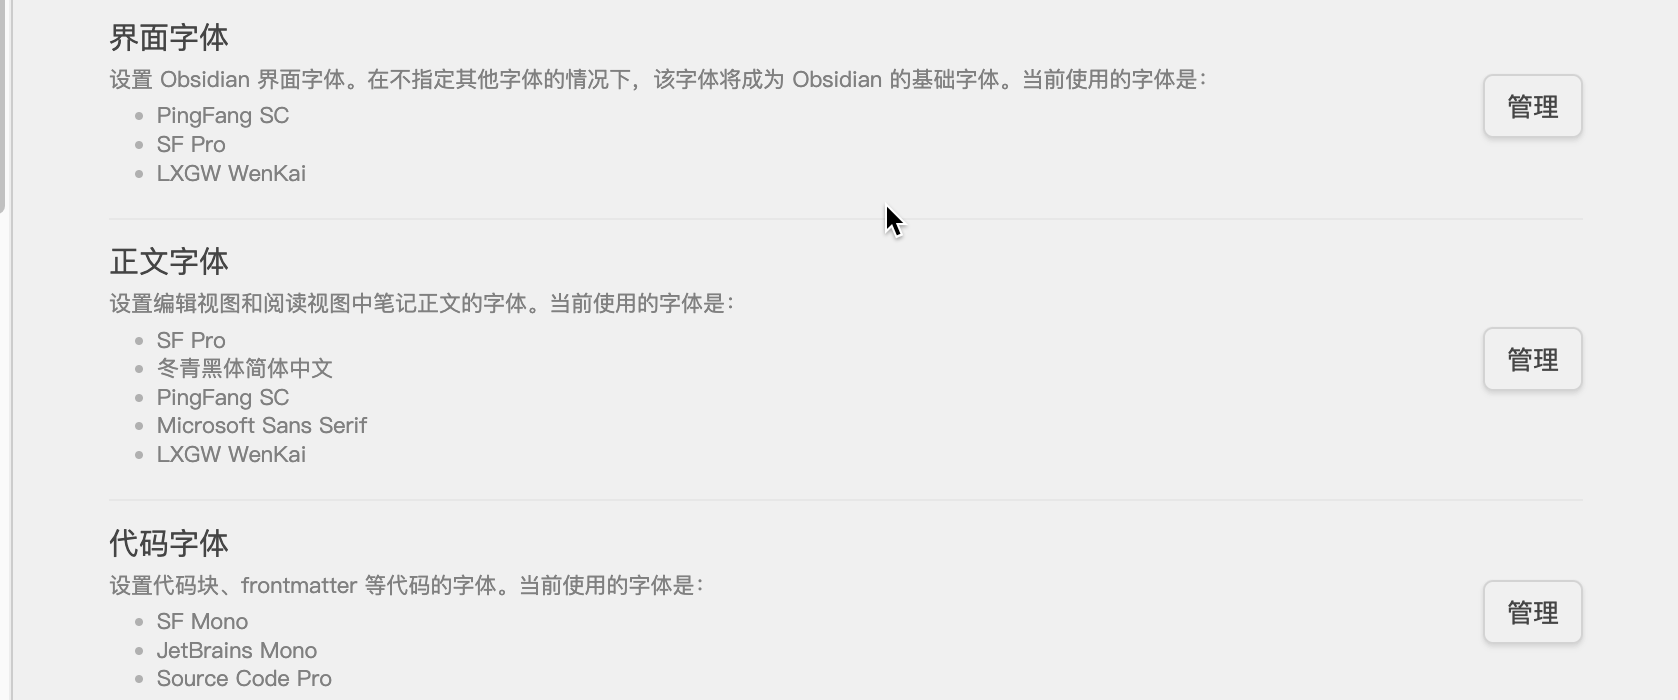 界面字体
设置 Obsidian 界面字体。在不指定其他字体的情况下，该字体将成为 Obsidian 的基础字体。当前使用的字体是：
PingFang SC
SF Pro
LXGW WenKai
管理
正文字体
设置编辑视图和阅读视图中笔记正文的字体。当前使用的字体是：
SF Pro
冬青黑体简体中文
PingFang SC
Microsoft Sans Serif
LXGW WenKai
管理
代码字体
设置代码块、frontmatter 等代码的字体。当前使用的字体是：
SF Mono
JetBrains Mono
Source Code Pro
管理